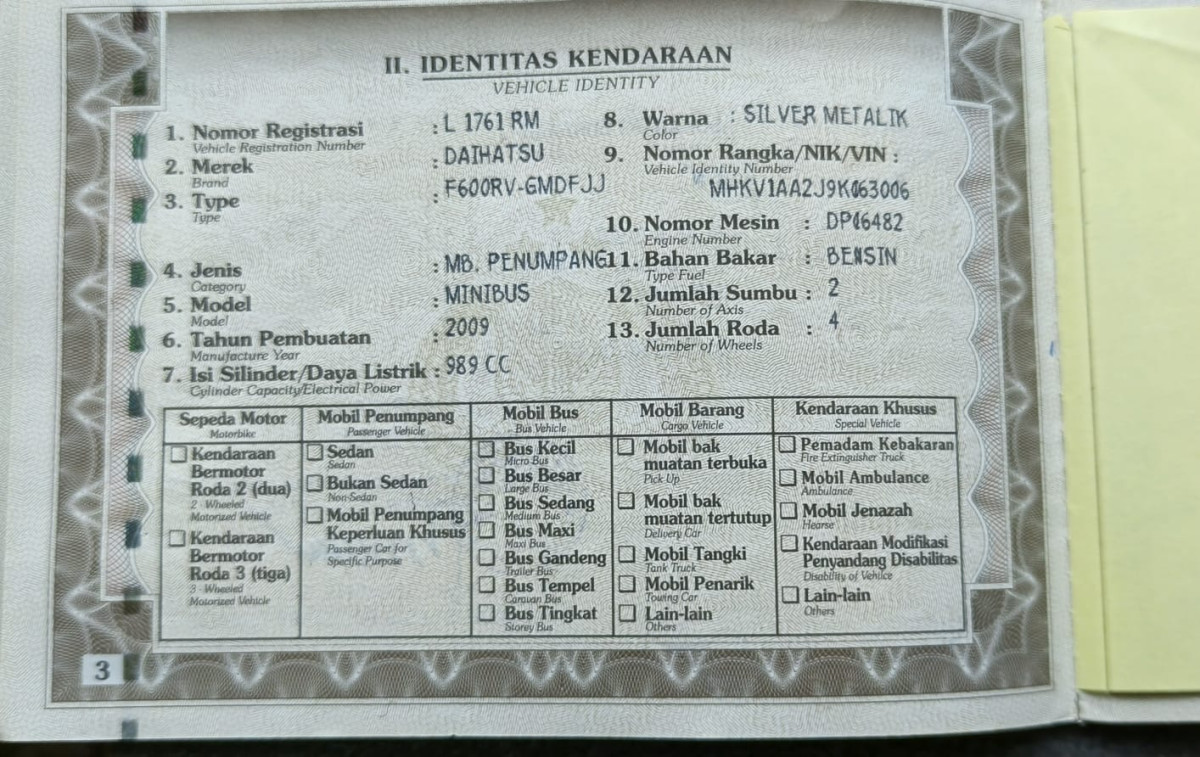 II. IDENTITAS KENDARAAN
VEHICLE IDENTITY
1. Nomor Registrasi : L 1761 RM
Vehicle Registration Number
2. Merek : DAIHATSU
Brand
3. Type : F600RV-GMDFJJ
Type
4. Jenis : MB. PENUMPANG
Category
5. Model : MINIBUS
Model
6. Tahun Pembuatan : 2009
Manufacture Year
7. Isi Silinder/Daya Listrik : 989 CC
Cylinder Capacity/Electrical Power
8. Warna : SILVER METALIK
Color
9. Nomor Rangka/NIK/VIN :
Vehicle Identity Number
MHKV1AA2J9K063006
10. Nomor Mesin : DP06482
Engine Number
11. Bahan Bakar : BENSIN
Type Fuel
12. Jumlah Sumbu : 2
Number of Axis
13. Jumlah Roda : 4
Number of Wheels
Sepeda Motor
Motorbike
Kendaraan
Bermotor
Roda 2 (dua)
2 - Wheeled
Motorized Vehicle
Kendaraan
Bermotor
Roda 3 (tiga)
3 - Wheeled
Motorized Vehicle
Mobil Penumpang
Passenger Vehicle
Sedan
Sedan
Bukan Sedan
Non-Sedan
Mobil Penumpang
Keperluan Khusus
Passenger Car for
Specific Purpose
Mobil Bus
Bus Vehicle
Bus Kecil
Micro Bus
Bus Besar
Large Bus
Bus Sedang
Medium Bus
Bus Maxi
Maxi Bus
Bus Gandeng
Trailer Bus
Bus Tempel
Caravan Bus
Bus Tingkat
Storey Bus
Mobil Barang
Cargo Vehicle
Mobil bak
muatan terbuka
Pick Up
Mobil bak
muatan tertutup
Delivery Car
Mobil Tangki
Tank Truck
Mobil Penarik
Towing Car
Lain-lain
Others
Kendaraan Khusus
Special Vehicle
Pemadam Kebakaran
Fire Extinguisher Truck
Mobil Ambulance
Ambulance
Mobil Jenazah
Hearse
Kendaraan Modifikasi
Penyandang Disabilitas
Disability of Vehilce
Lain-lain
Others
3